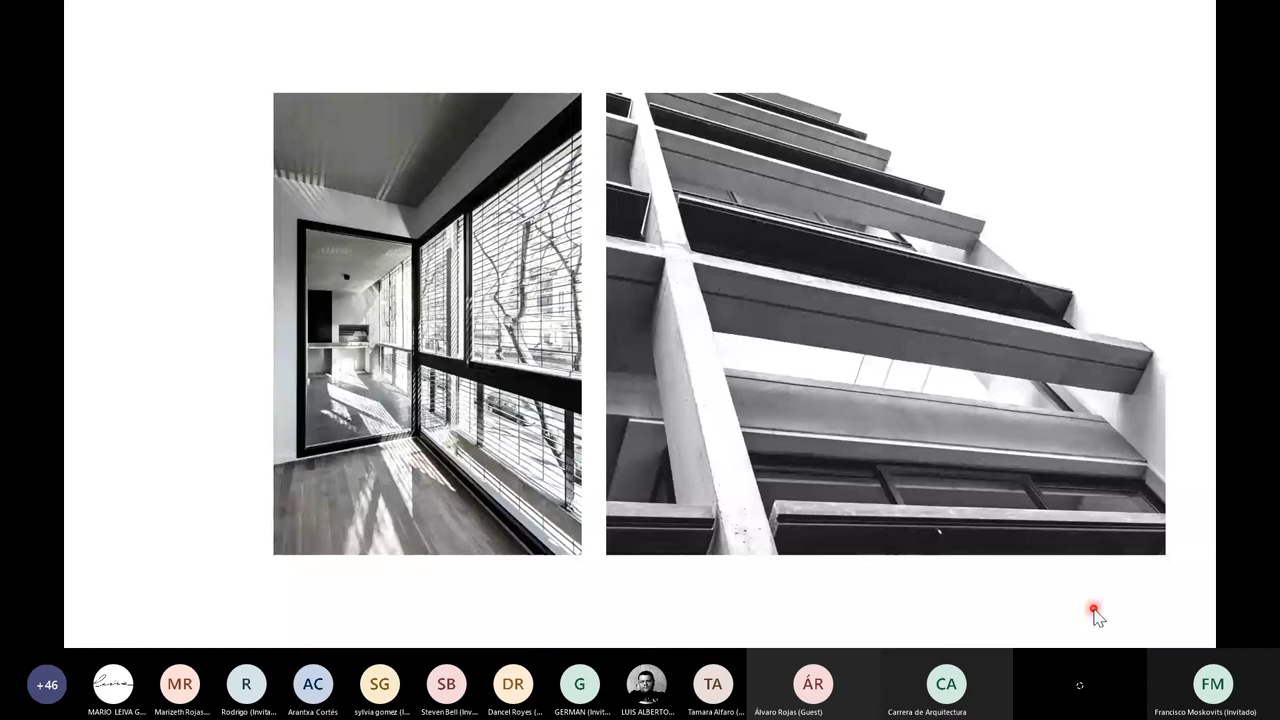 +46
MR
R
AC
SG
SB
DR
G
TA
ÁR
CA
FM
MARIO LEIVA G...
Marizeth Rojas...
Rodrigo (Invita...
Arantxa Cortés
sylvia gomez (I...
Steven Bell (Inv...
Dancel Royes (...
GERMAN (Invit...
LUIS ALBERTO...
Tamara Alfaro (...
Álvaro Rojas (Guest)
Carrera de Arquitectura
Francisco Moskovits (Invitado)